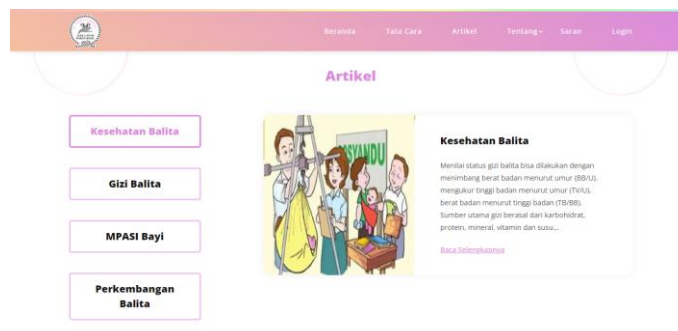 Beranda
Tata Cara
Artikel
Tentang
Saran
Login
Artikel
Kesehatan Balita
Gizi Balita
MPASI Bayi
Perkembangan
Balita
OSYANDU
Kesehatan Balita
Menilai status gizi balita bisa dilakukan dengan
menimbang berat badan menurut umur (BB/U),
mengukur tinggi badan menurut umur (TV/U),
berat badan menurut tinggi badan (TB/BB).
Sumber utama gizi berasal dari karbohidrat,
protein, mineral, vitamin dan susu...
Baca Selengkapnya